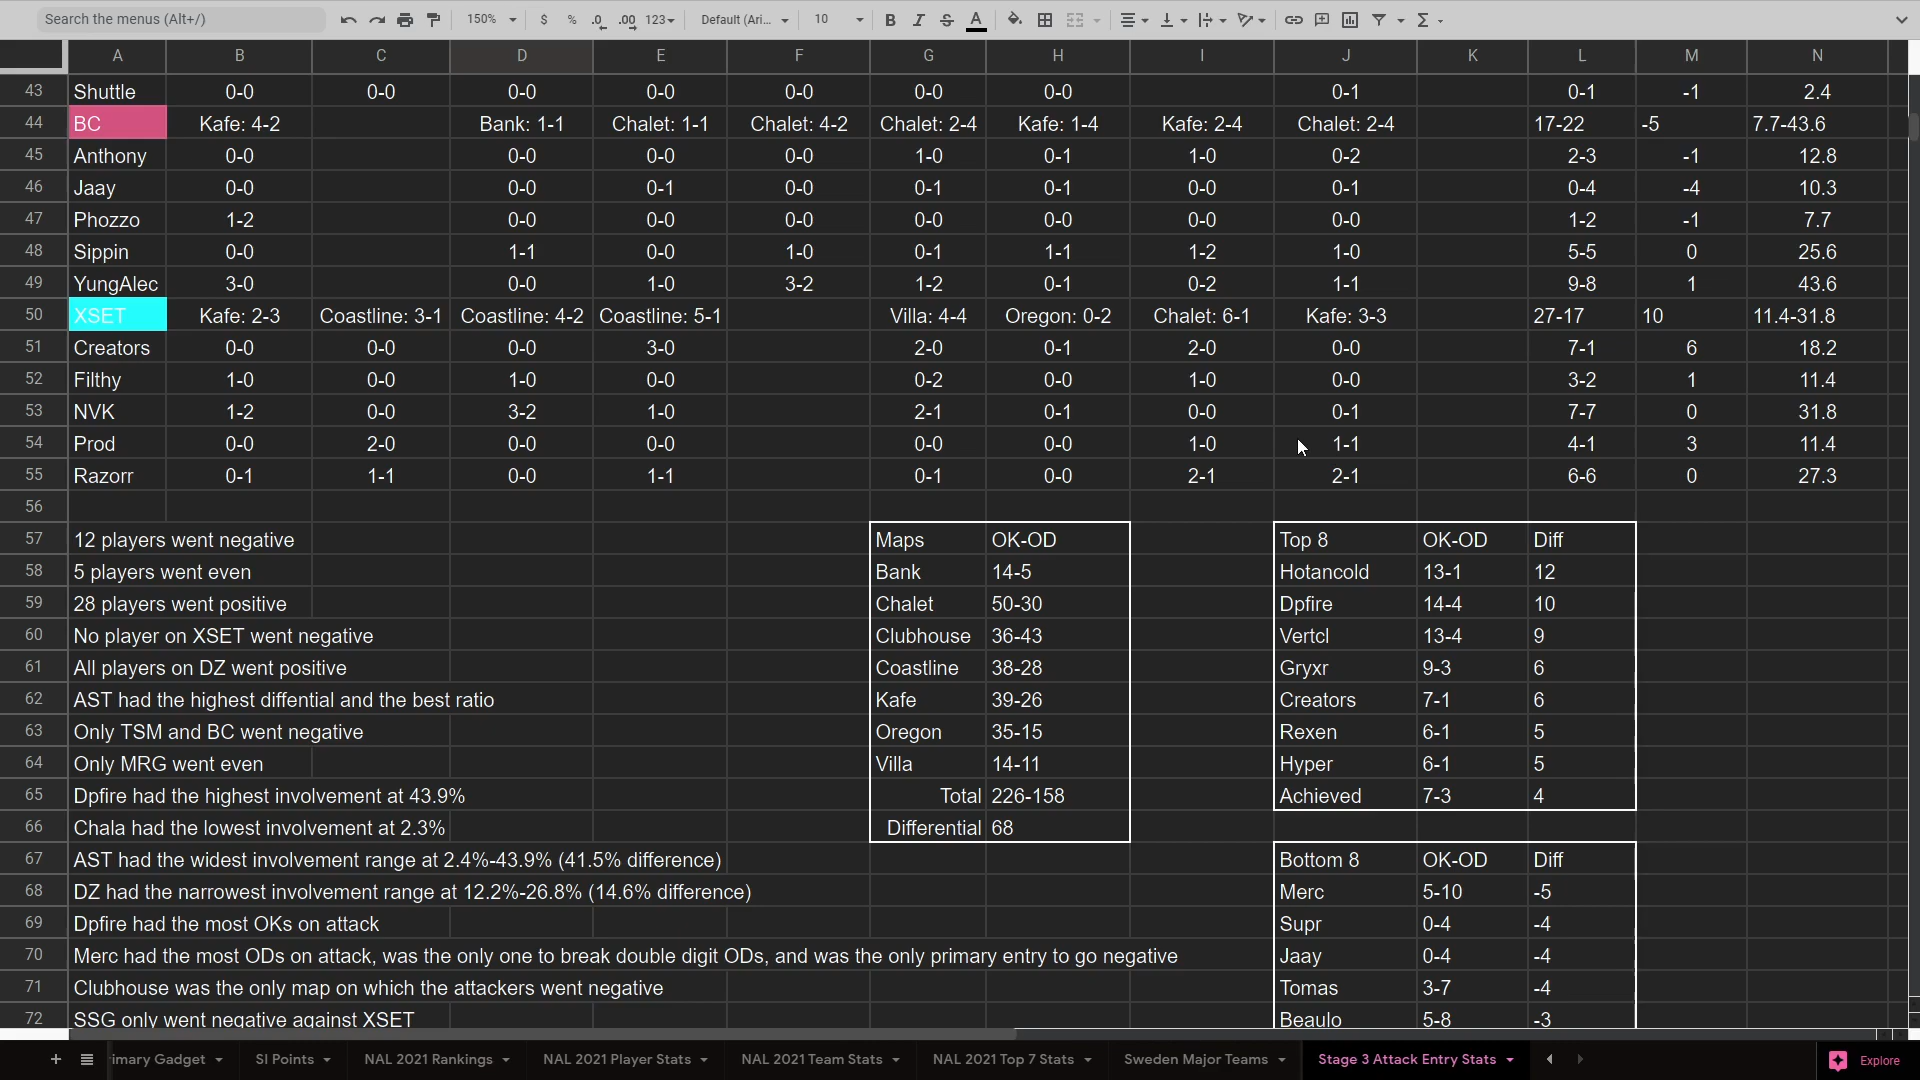 Search the menus (Alt+/) 150% $ % .0 .00 123 Default (Ari... 10 B I S A Σ
A B C D E F G H I J K L M N
43 Shuttle 0-0 0-0 0-0 0-0 0-0 0-0 0-0 0-1 0-1 -1 2.4
44 BC Kafe: 4-2 Bank: 1-1 Chalet: 1-1 Chalet: 4-2 Chalet: 2-4 Kafe: 1-4 Kafe: 2-4 Chalet: 2-4 17-22 -5 7.7-43.6
45 Anthony 0-0 0-0 0-0 0-0 1-0 0-1 1-0 0-2 2-3 -1 12.8
46 Jaay 0-0 0-0 0-1 0-0 0-1 0-1 0-0 0-1 0-4 -4 10.3
47 Phozzo 1-2 0-0 0-0 0-0 0-0 0-0 0-0 0-0 1-2 -1 7.7
48 Sippin 0-0 1-1 0-0 1-0 0-1 1-1 1-2 1-0 5-5 0 25.6
49 YungAlec 3-0 0-0 1-0 3-2 1-2 0-1 0-2 1-1 9-8 1 43.6
50 XSET Kafe: 2-3 Coastline: 3-1 Coastline: 4-2 Coastline: 5-1 Villa: 4-4 Oregon: 0-2 Chalet: 6-1 Kafe: 3-3 27-17 10 11.4-31.8
51 Creators 0-0 0-0 0-0 3-0 2-0 0-1 2-0 0-0 7-1 6 18.2
52 Filthy 1-0 0-0 1-0 0-0 0-2 0-0 1-0 0-0 3-2 1 11.4
53 NVK 1-2 0-0 3-2 1-0 2-1 0-1 0-0 0-1 7-7 0 31.8
54 Prod 0-0 2-0 0-0 0-0 0-0 0-0 1-0 1-1 4-1 3 11.4
55 Razorr 0-1 1-1 0-0 1-1 0-1 0-0 2-1 2-1 6-6 0 27.3
56
57 12 players went negative Maps OK-OD Top 8 OK-OD Diff
58 5 players went even Bank 14-5 Hotancold 13-1 12
59 28 players went positive Chalet 50-30 Dpfire 14-4 10
60 No player on XSET went negative Clubhouse 36-43 Vertcl 13-4 9
61 All players on DZ went positive Coastline 38-28 Gryxr 9-3 6
62 AST had the highest diffential and the best ratio Kafe 39-26 Creators 7-1 6
63 Only TSM and BC went negative Oregon 35-15 Rexen 6-1 5
64 Only MRG went even Villa 14-11 Hyper 6-1 5
65 Dpfire had the highest involvement at 43.9% Total 226-158 Achieved 7-3 4
66 Chala had the lowest involvement at 2.3% Differential 68
67 AST had the widest involvement range at 2.4%-43.9% (41.5% difference) Bottom 8 OK-OD Diff
68 DZ had the narrowest involvement range at 12.2%-26.8% (14.6% difference) Merc 5-10 -5
69 Dpfire had the most OKs on attack Supr 0-4 -4
70 Merc had the most ODs on attack, was the only one to break double digit ODs, and was the only primary entry to go negative Jaay 0-4 -4
71 Clubhouse was the only map on which the attackers went negative Tomas 3-7 -4
72 SSG only went negative against XSET Beaulo 5-8 -3
+ imary Gadget SI Points NAL 2021 Rankings NAL 2021 Player Stats NAL 2021 Team Stats NAL 2021 Top 7 Stats Sweden Major Teams Stage 3 Attack Entry Stats Explore